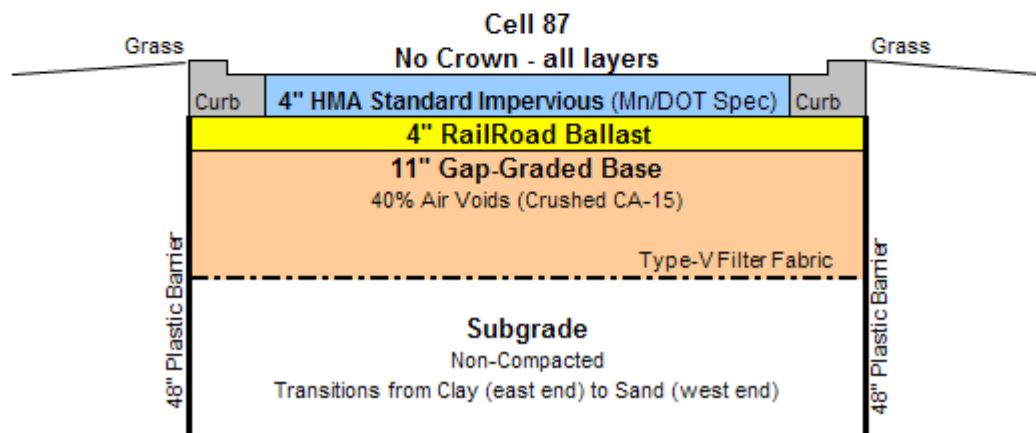 Cell 87
No Crown - all layers
Grass
Grass
Curb
4" HMA Standard Impervious (Mn/DOT Spec)
Curb
4" RailRoad Ballast
11" Gap-Graded Base
40% Air Voids (Crushed CA-15)
Type-V Filter Fabric
48" Plastic Barrier
48" Plastic Barrier
Subgrade
Non-Compacted
Transitions from Clay (east end) to Sand (west end)